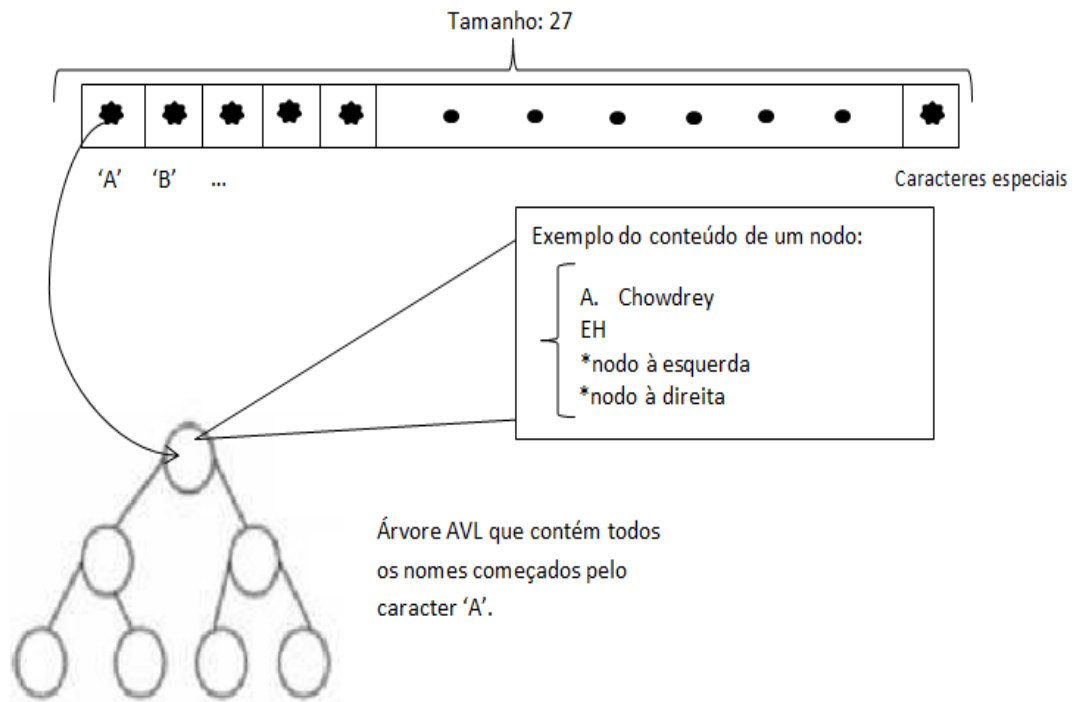 Tamanho: 27
‘A’ ‘B’ ...
Caracteres especiais
Exemplo do conteúdo de um nodo:
A. Chowdrey
EH
*nodo à esquerda
*nodo à direita
Árvore AVL que contém todos
os nomes começados pelo
caracter ‘A’.